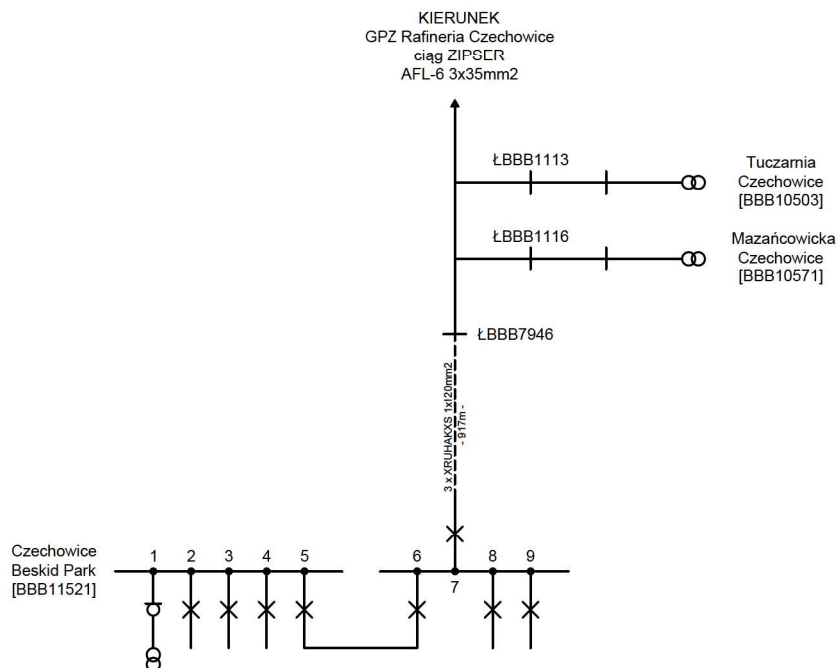 KIERUNEK
GPZ Rafineria Czechowice
ciąg ZIPSER
AFL-6 3x35mm2
ŁBBB1113
Tuczarnia
Czechowice
[BBB10503]
ŁBBB1116
Mazańcowicka
Czechowice
[BBB10571]
ŁBBB7946
3 x XRUHAKXS 1x120mm2
- 917m -
Czechowice
Beskid Park
[BBB11521]
1 2 3 4 5 6 7 8 9